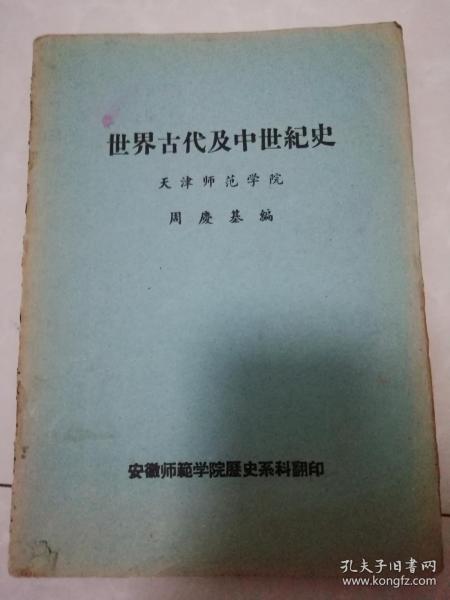 世界古代及中世紀史
天津师范学院
周慶基編
安徽师範学院歷史系科翻印
孔夫子旧书网
www.kongfz.com